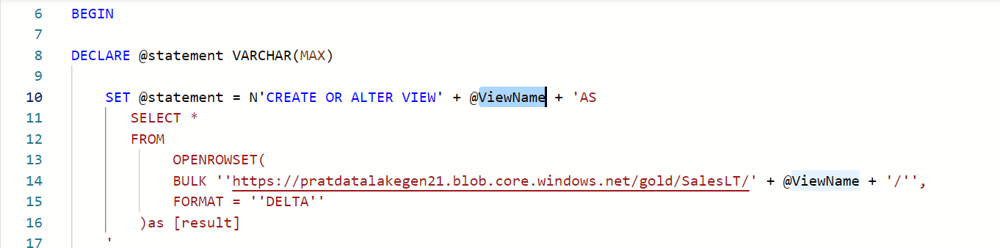 6 BEGIN
7
8 DECLARE @statement VARCHAR(MAX)
9
10 SET @statement = N'CREATE OR ALTER VIEW' + @ViewName + 'AS
11 SELECT *
12 FROM
13 OPENROWSET(
14 BULK ''https://pratdatalakegen21.blob.core.windows.net/gold/SalesLT/' + @ViewName + '/'',
15 FORMAT = ''DELTA''
16 )as [result]
17 '